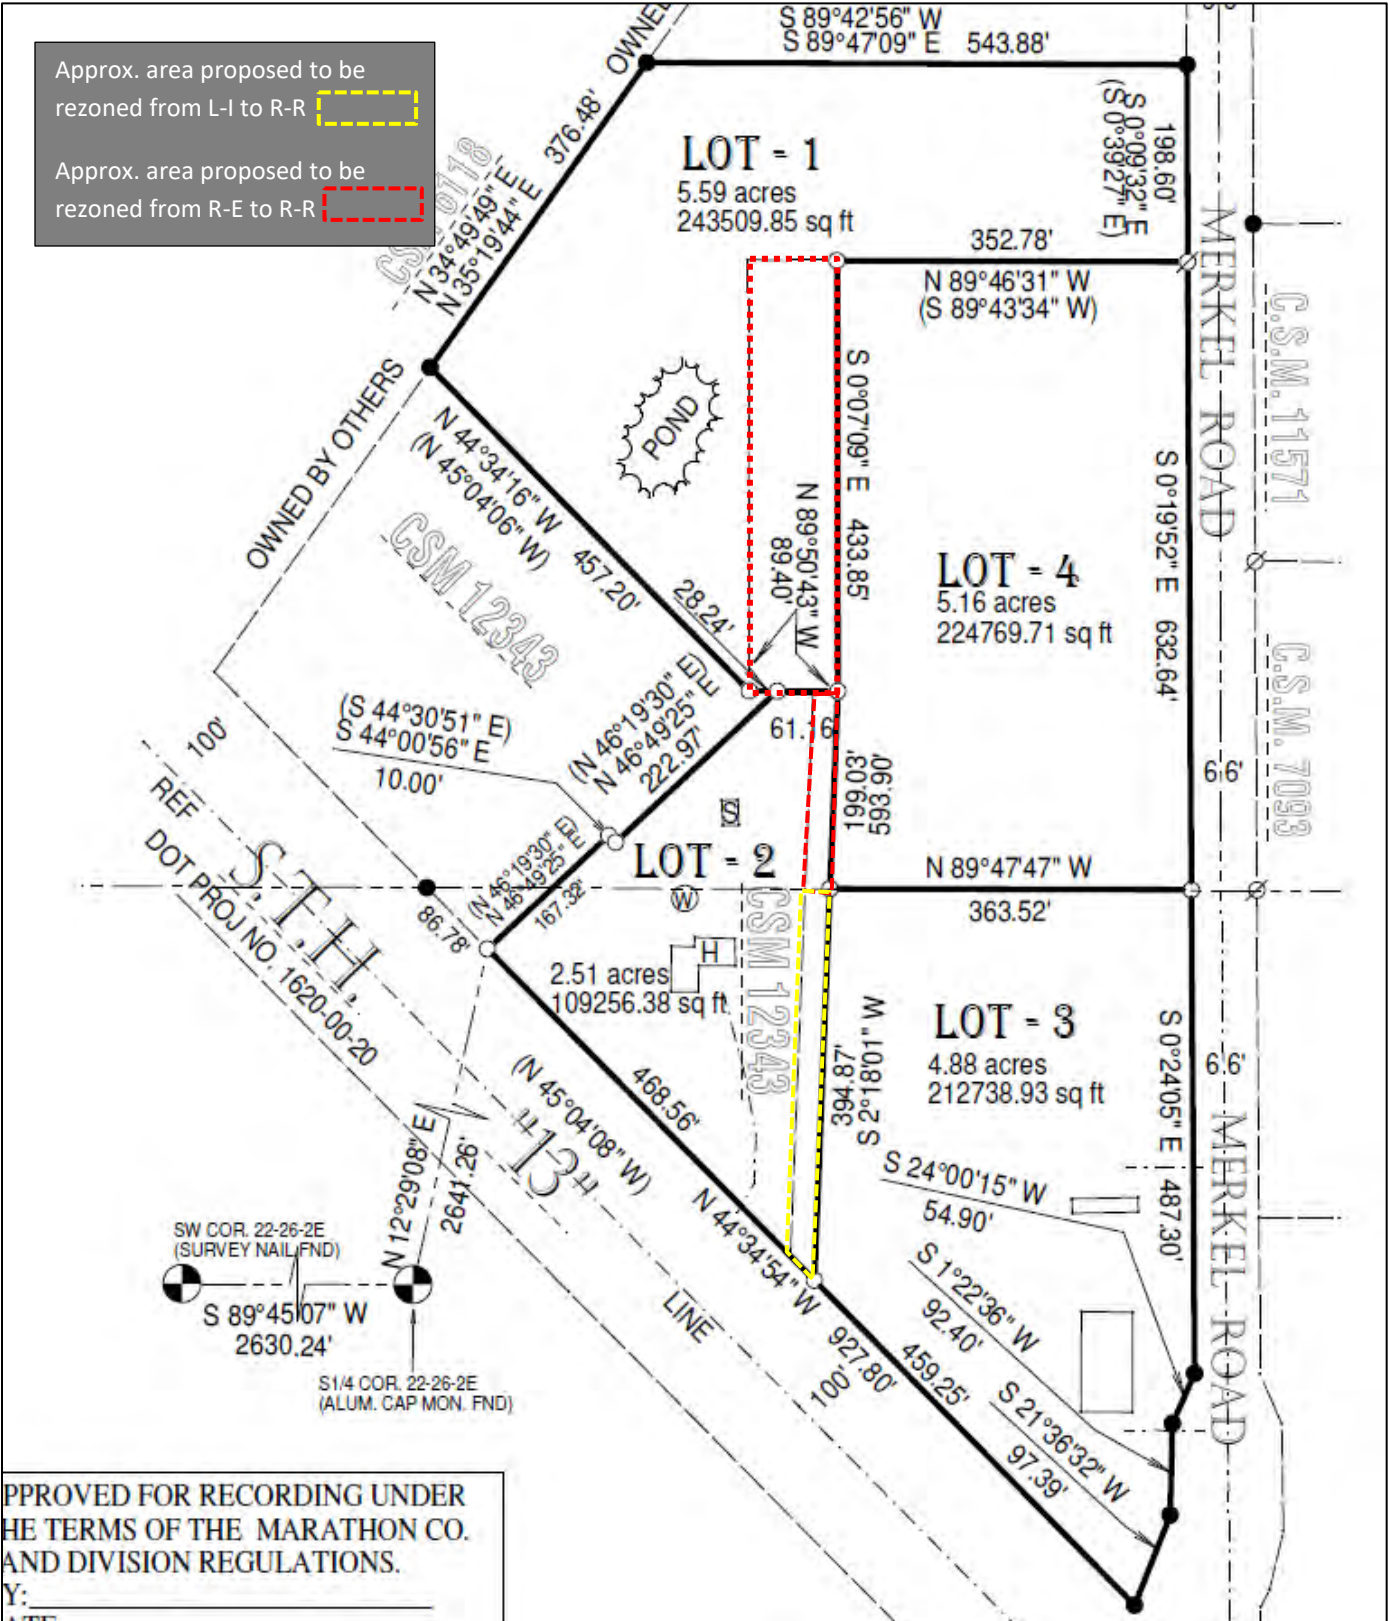 S 89°42'56" W
S 89°47'09" E 543.88'
OWNED
Approx. area proposed to be
rezoned from L-I to R-R
Approx. area proposed to be
rezoned from R-E to R-R
376.48'
N 34°49'49" E
N 35°19'44" E
S 0°09'32" E 198.60'
(S 0°39'27" E)
LOT - 1
5.59 acres
243509.85 sq ft
352.78'
N 89°46'31" W
(S 89°43'34" W)
MERKEL ROAD
C.S.M. 11571
OWNED BY OTHERS
POND
N 44°34'16" W 457.20'
(N 45°04'06" W)
CSM 12343
S 0°07'09" E 433.85'
N 89°50'43" W
89.40'
28.24'
LOT - 4
5.16 acres
224769.71 sq ft
S 0°19'52" E 632.64'
C.S.M. 7093
(S 44°30'51" E)
S 44°00'56" E
10.00'
(N 46°19'30" E)
N 46°49'25" E
222.97'
61.16
100'
REF
S.T.H.
DOT PROJ NO. 1620-00-20
199.03'
593.90'
66'
S
LOT - 2
W
N 89°47'47" W
363.52'
(N 46°19'30" E)
N 46°49'25" E
167.32'
86.78'
H
2.51 acres
109256.38 sq ft
CSM 12343
LOT - 3
4.88 acres
212738.93 sq ft
394.87'
S 2°18'01" W
S 0°24'05" E 487.30'
66'
MERKEL ROAD
468.56'
(N 45°04'08" W)
"13"
N 44°34'54" W 927.80'
459.25'
LINE
100'
N 12°29'08" E
2641.26'
S 24°00'15" W
54.90'
S 1°22'36" W
92.40'
S 21°36'32" W
97.39'
SW COR. 22-26-2E
(SURVEY NAIL FND)
S 89°45'07" W
2630.24'
S1/4 COR. 22-26-2E
(ALUM. CAP MON. FND)
PPROVED FOR RECORDING UNDER
HE TERMS OF THE MARATHON CO.
AND DIVISION REGULATIONS.
Y: